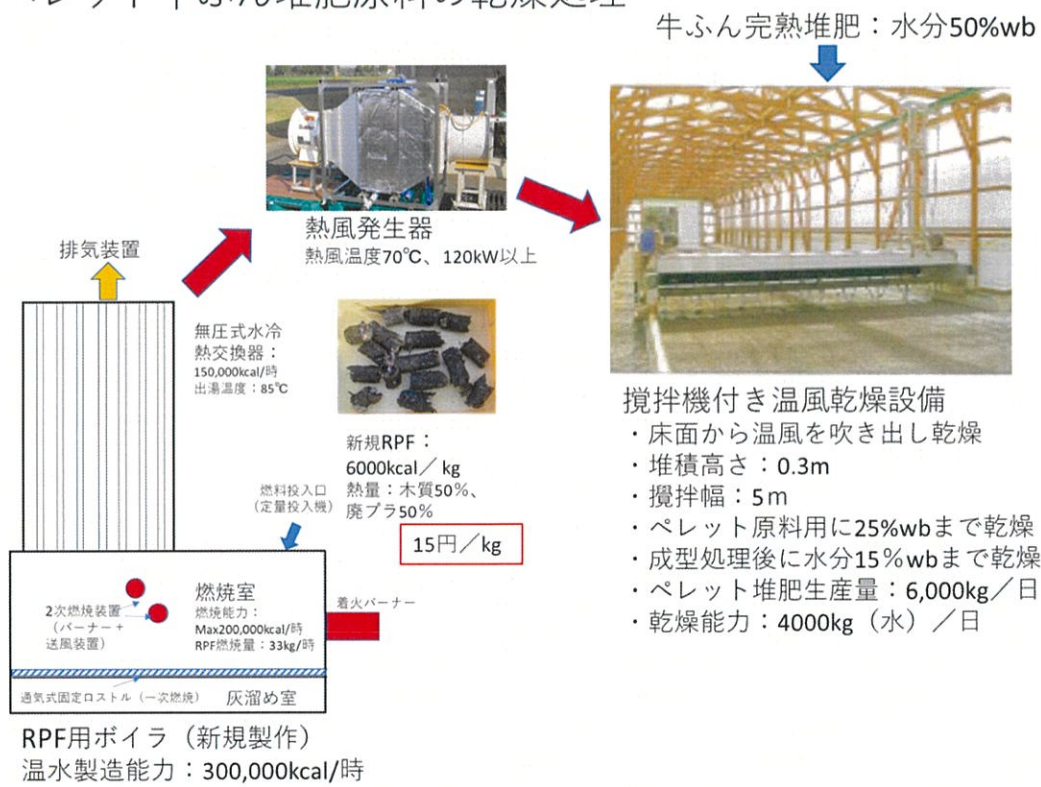 牛ふん堆肥原料の乾燥処理
牛ふん完熟堆肥：水分50%wb
熱風発生器
熱風温度70℃、120kW以上
排気装置
無圧式水冷
熱交換器：
150,000kcal/時
出湯温度：85℃
新規RPF：
6000kcal／kg
熱量：木質50％、
廃プラ50％
15円／kg
燃料投入口
（定量投入機）
攪拌機付き温風乾燥設備
・床面から温風を吹き出し乾燥
・堆積高さ：0.3m
・攪拌幅：5ｍ
・ペレット原料用に25%wbまで乾燥
・成型処理後に水分15％wbまで乾燥
・ペレット堆肥生産量：6,000kg／日
・乾燥能力：4000kg（水）／日
2次燃焼装置
（バーナー＋
送風装置）
燃焼室
燃焼能力：
Max200,000kcal/時
RPF燃焼量：33kg/時
着火バーナー
通気式固定ロストル（一次燃焼）
灰溜め室
RPF用ボイラ（新規製作）
温水製造能力：300,000kcal/時